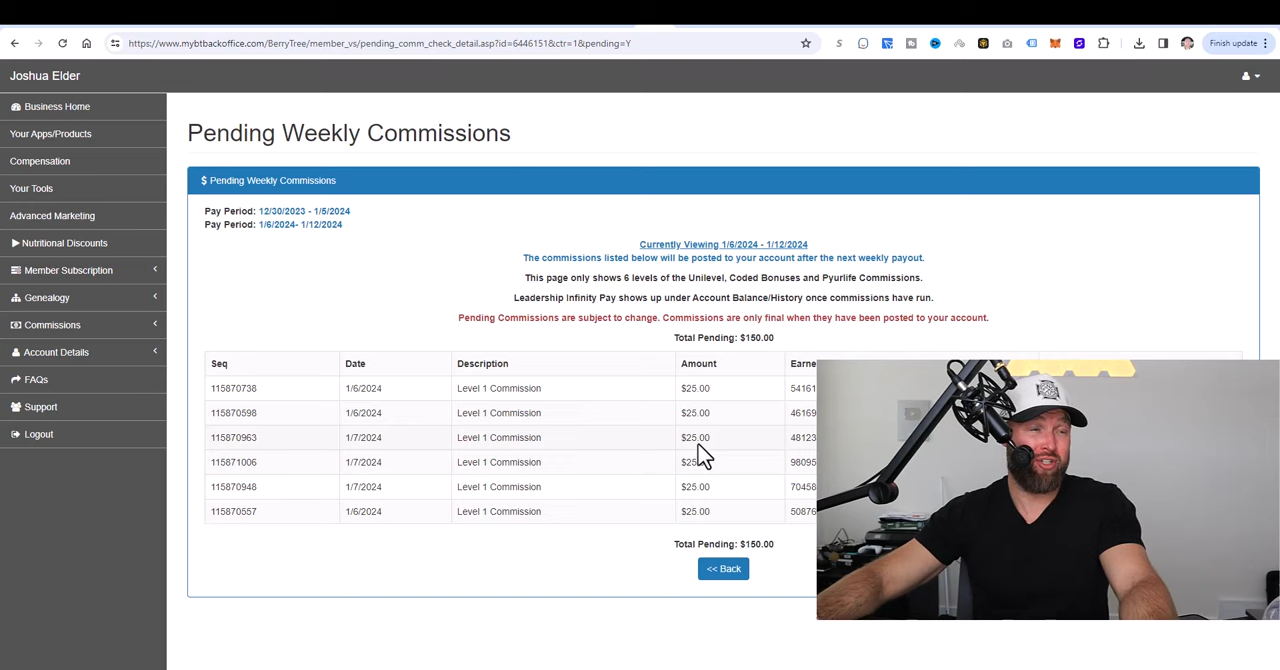 https://www.mybtbackoffice.com/BerryTree/member_vs/pending_comm_check_detail.asp?id=6446151&ctr=1&pending=Y
Finish update
Joshua Elder
Business Home
Your Apps/Products
Compensation
Your Tools
Advanced Marketing
Nutritional Discounts
Member Subscription
Genealogy
Commissions
Account Details
FAQs
Support
Logout
Pending Weekly Commissions
$ Pending Weekly Commissions
Pay Period: 12/30/2023 - 1/5/2024
Pay Period: 1/6/2024- 1/12/2024
Currently Viewing 1/6/2024 - 1/12/2024
The commissions listed below will be posted to your account after the next weekly payout.
This page only shows 6 levels of the Unilevel, Coded Bonuses and Pyurlife Commissions.
Leadership Infinity Pay shows up under Account Balance/History once commissions have run.
Pending Commissions are subject to change. Commissions are only final when they have been posted to your account.
Total Pending: $150.00
Seq Date Description Amount Earne
115870738 1/6/2024 Level 1 Commission $25.00 54161
115870598 1/6/2024 Level 1 Commission $25.00 46169
115870963 1/7/2024 Level 1 Commission $25.00 48123
115871006 1/7/2024 Level 1 Commission 98095
115870948 1/7/2024 Level 1 Commission $25.00 70458
115870557 1/6/2024 Level 1 Commission $25.00 50876
Total Pending: $150.00
<< Back